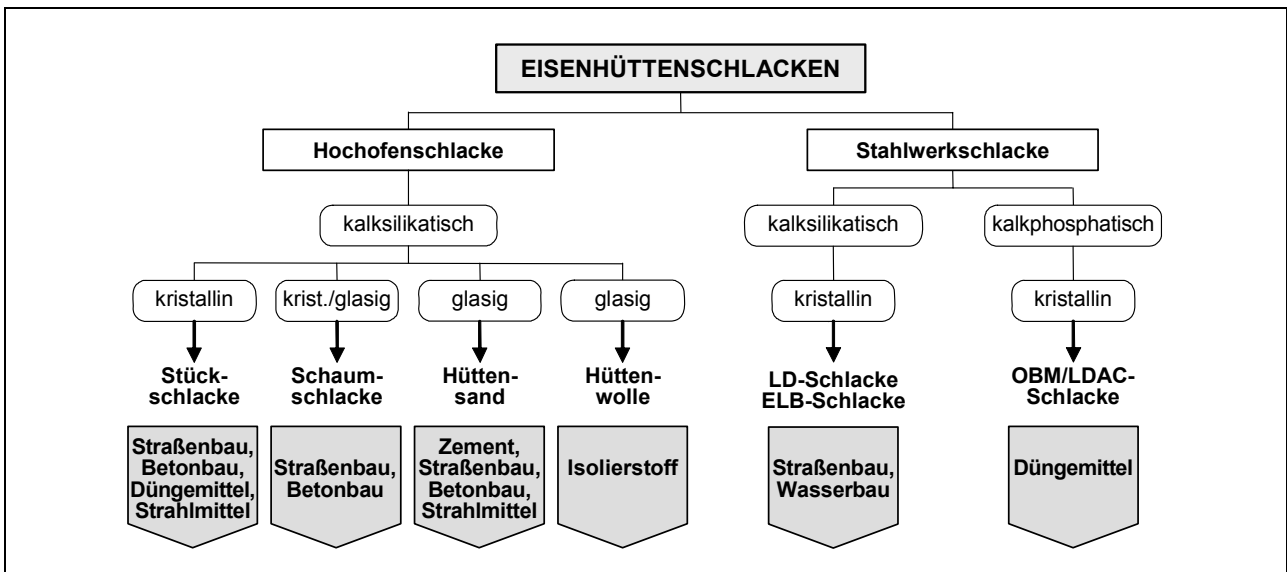 EISENHÜTTENSCHLACKEN
Hochofenschlacke
Stahlwerkschlacke
kalksilikatisch
kalksilikatisch
kalkphosphatisch
kristallin
krist./glasig
glasig
glasig
kristallin
kristallin
Stück-
schlacke
Schaum-
schlacke
Hütten-
sand
Hütten-
wolle
LD-Schlacke
ELB-Schlacke
OBM/LDAC-
Schlacke
Straßenbau,
Betonbau,
Düngemittel,
Strahlmittel
Straßenbau,
Betonbau
Zement,
Straßenbau,
Betonbau,
Strahlmittel
Isolierstoff
Straßenbau,
Wasserbau
Düngemittel